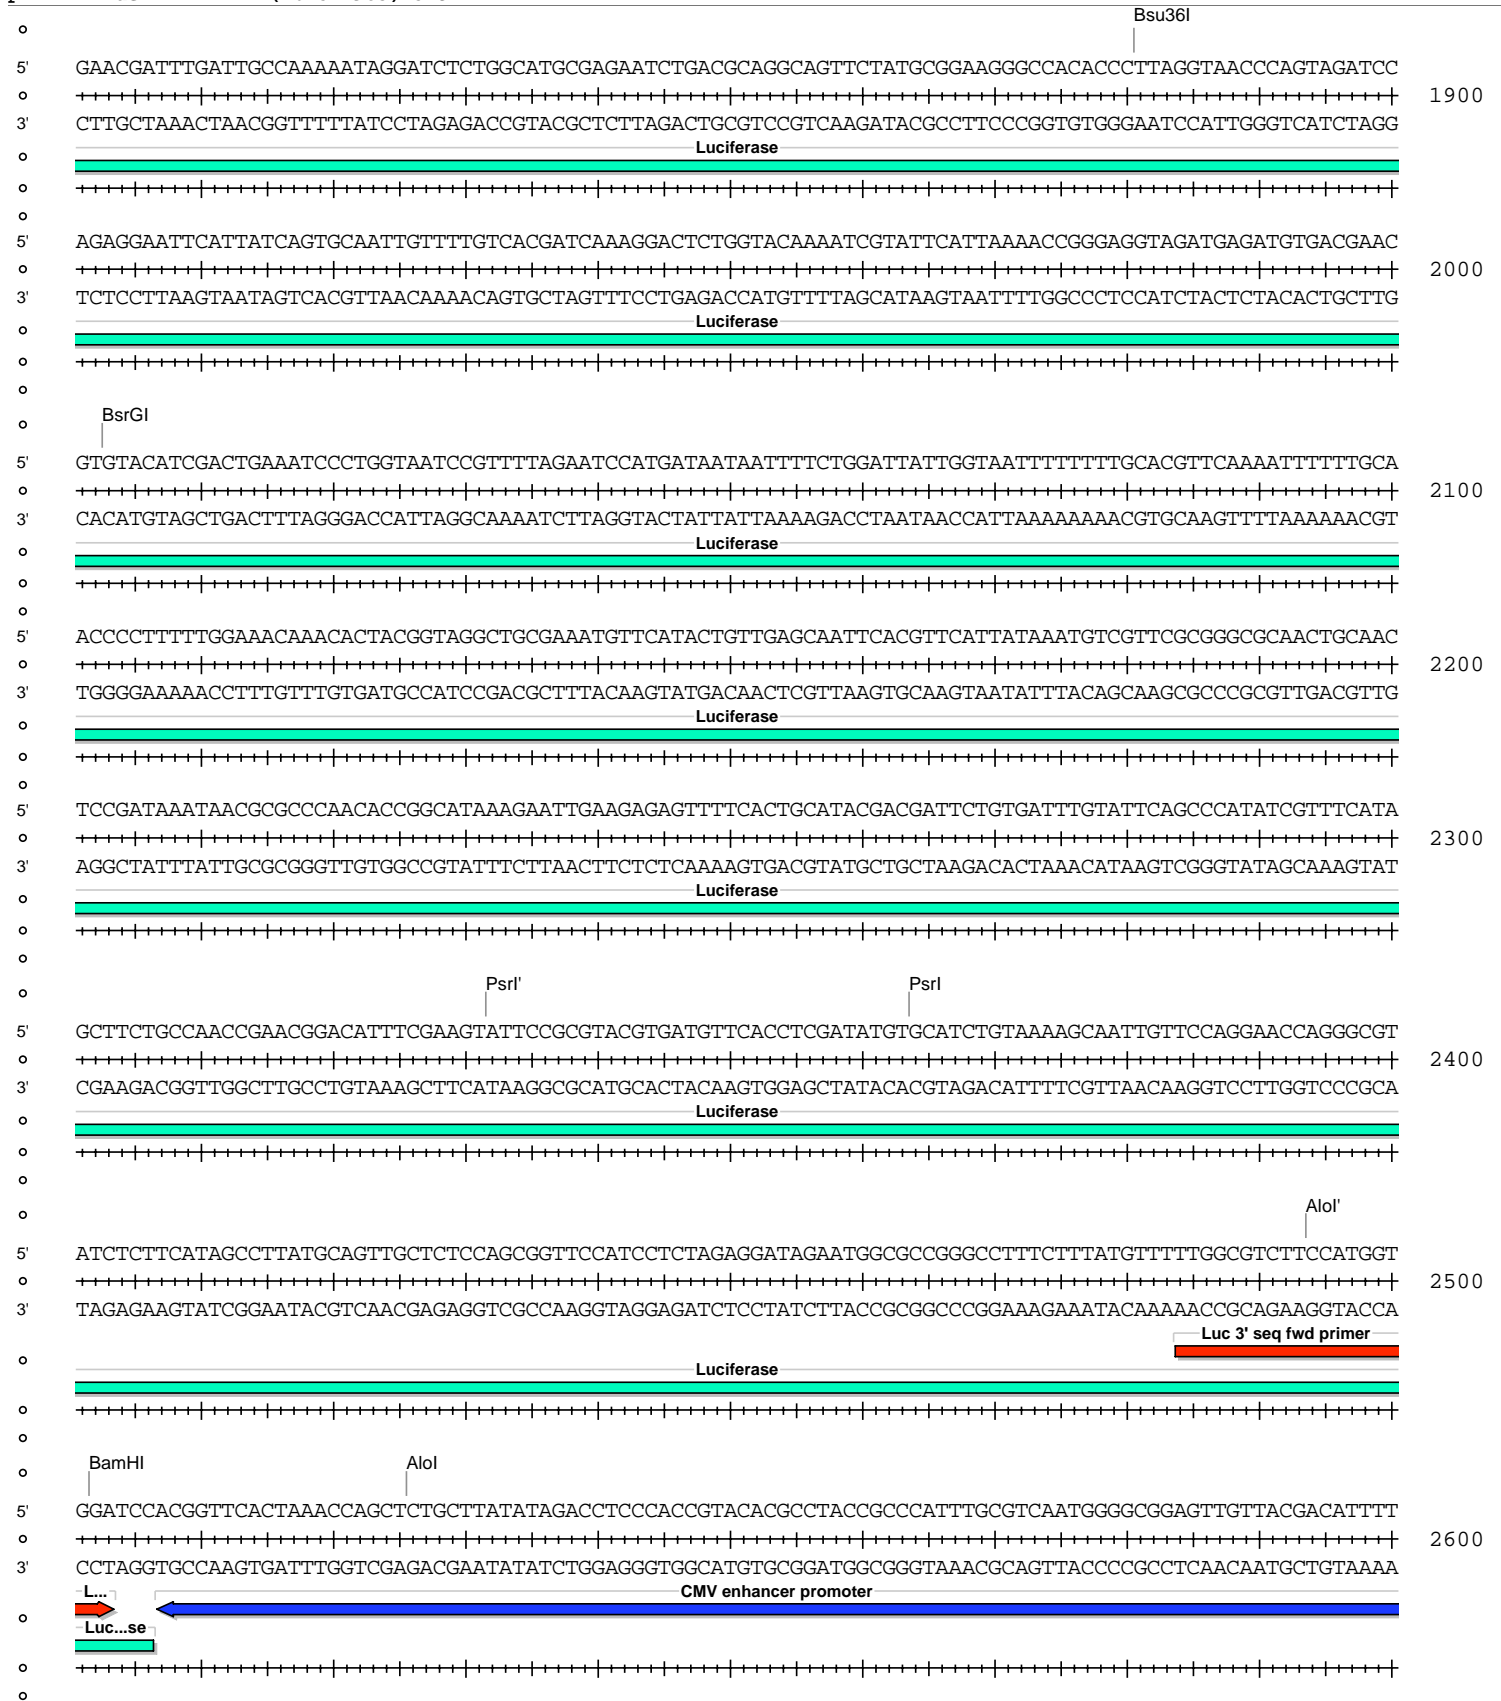 Bsu36I
5' GAACGATTTGATTGCCAAAAATAGGATCTCTGGCATGCGAGAATCTGACGCAGGCAGTTCTATGCGGAAGGGCCACACCCTTAGGTAACCCAGTAGATCC
1900
3' CTTGCTAAACTAACGGTTTTTATCCTAGAGACCGTACGCTCTTAGACTGCGTCCGTCAAGATACGCCTTCCCGGTGTGGGAATCCATTGGGTCATCTAGG
Luciferase
5' AGAGGAATTCATTATCAGTGCAATTGTTTTGTCACGATCAAAGGACTCTGGTACAAAATCGTATTCATTAAAACCGGGAGGTAGATGAGATGTGACGAAC
2000
3' TCTCCTTAAGTAATAGTCACGTTAACAAAACAGTGCTAGTTTCCTGAGACCATGTTTTAGCATAAGTAATTTTGGCCCTCCATCTACTCTACACTGCTTG
Luciferase
BsrGI
5' GTGTACATCGACTGAAATCCCTGGTAATCCGTTTTAGAATCCATGATAATAATTTTCTGGATTATTGGTAATTTTTTTTGCACGTTCAAAATTTTTTGCA
2100
3' CACATGTAGCTGACTTTAGGGACCATTAGGCAAAATCTTAGGTACTATTATTAAAAGACCTAATAACCATTAAAAAAAACGTGCAAGTTTTAAAAAACGT
Luciferase
5' ACCCCTTTTTGGAAACAAACACTACGGTAGGCTGCGAAATGTTCATACTGTTGAGCAATTCACGTTCATTATAAATGTCGTTCGCGGGCGCAACTGCAAC
2200
3' TGGGGAAAAACCTTTGTTTGTGATGCCATCCGACGCTTTACAAGTATGACAACTCGTTAAGTGCAAGTAATATTTACAGCAAGCGCCCGCGTTGACGTTG
Luciferase
5' TCCGATAAATAACGCGCCCAACACCGGCATAAAGAATTGAAGAGAGTTTTCACTGCATACGACGATTCTGTGATTTGTATTCAGCCCATATCGTTTCATA
2300
3' AGGCTATTTATTGCGCGGGTTGTGGCCGTATTTCTTAACTTCTCTCAAAAGTGACGTATGCTGCTAAGACACTAAACATAAGTCGGGTATAGCAAAGTAT
Luciferase
PsrI' PsrI
5' GCTTCTGCCAACCGAACGGACATTTCGAAGTATTCCGCGTACGTGATGTTCACCTCGATATGTGCATCTGTAAAAGCAATTGTTCCAGGAACCAGGGCGT
2400
3' CGAAGACGGTTGGCTTGCCTGTAAAGCTTCATAAGGCGCATGCACTACAAGTGGAGCTATACACGTAGACATTTTCGTTAACAAGGTCCTTGGTCCCGCA
Luciferase
AloI'
5' ATCTCTTCATAGCCTTATGCAGTTGCTCTCCAGCGGTTCCATCCTCTAGAGGATAGAATGGCGCCGGGCCTTTCTTTATGTTTTTGGCGTCTTCCATGGT
2500
3' TAGAGAAGTATCGGAATACGTCAACGAGAGGTCGCCAAGGTAGGAGATCTCCTATCTTACCGCGGCCCGGAAAGAAATACAAAAACCGCAGAAGGTACCA
Luc 3' seq fwd primer
Luciferase
BamHI AloI
5' GGATCCACGGTTCACTAAACCAGCTCTGCTTATATAGACCTCCCACCGTACACGCCTACCGCCCATTTGCGTCAATGGGGCGGAGTTGTTACGACATTTT
2600
3' CCTAGGTGCCAAGTGATTTGGTCGAGACGAATATATCTGGAGGGTGGCATGTGCGGATGGCGGGTAAACGCAGTTACCCCGCCTCAACAATGCTGTAAAA
L... CMV enhancer promoter
Luc...se